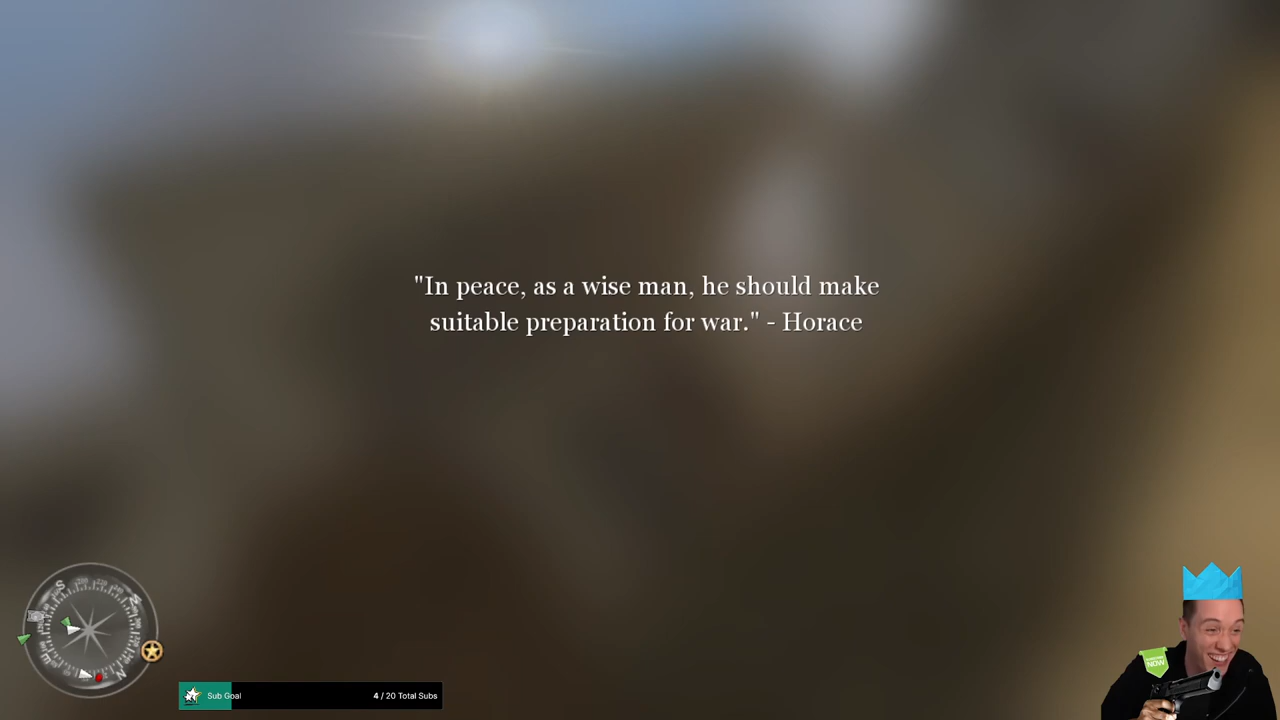 "In peace, as a wise man, he should make
suitable preparation for war." - Horace
S
W
N
Sub Goal
4 / 20 Total Subs
NOW